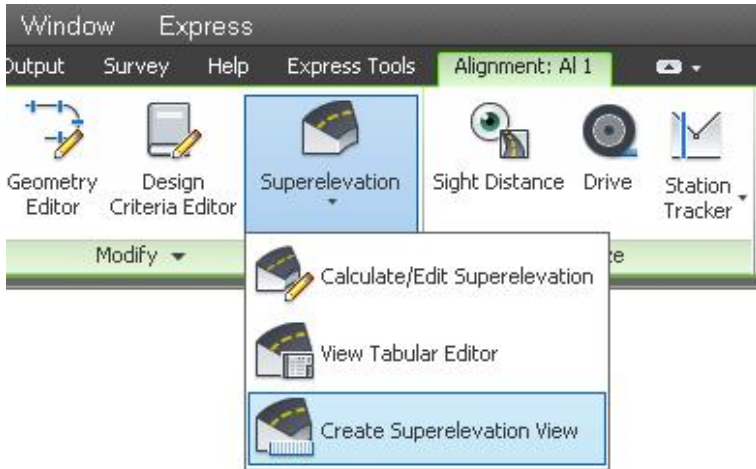 Window Express
Output Survey Help Express Tools Alignment: Al 1
Geometry Editor
Design Criteria Editor
Superelevation
Sight Distance
Drive
Station Tracker
Modify
Calculate/Edit Superelevation
View Tabular Editor
Create Superelevation View